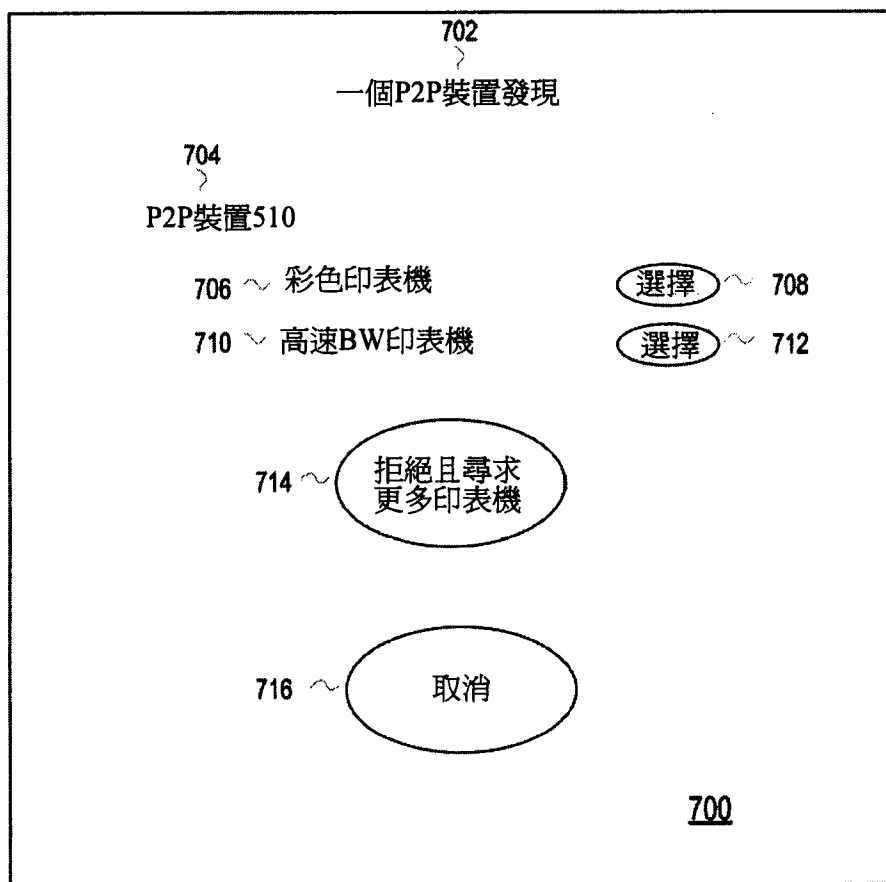 702
一個P2P裝置發現
704
P2P裝置510
706 彩色印表機 選擇 708
710 高速BW印表機 選擇 712
714 拒絕且尋求
更多印表機
716 取消
700